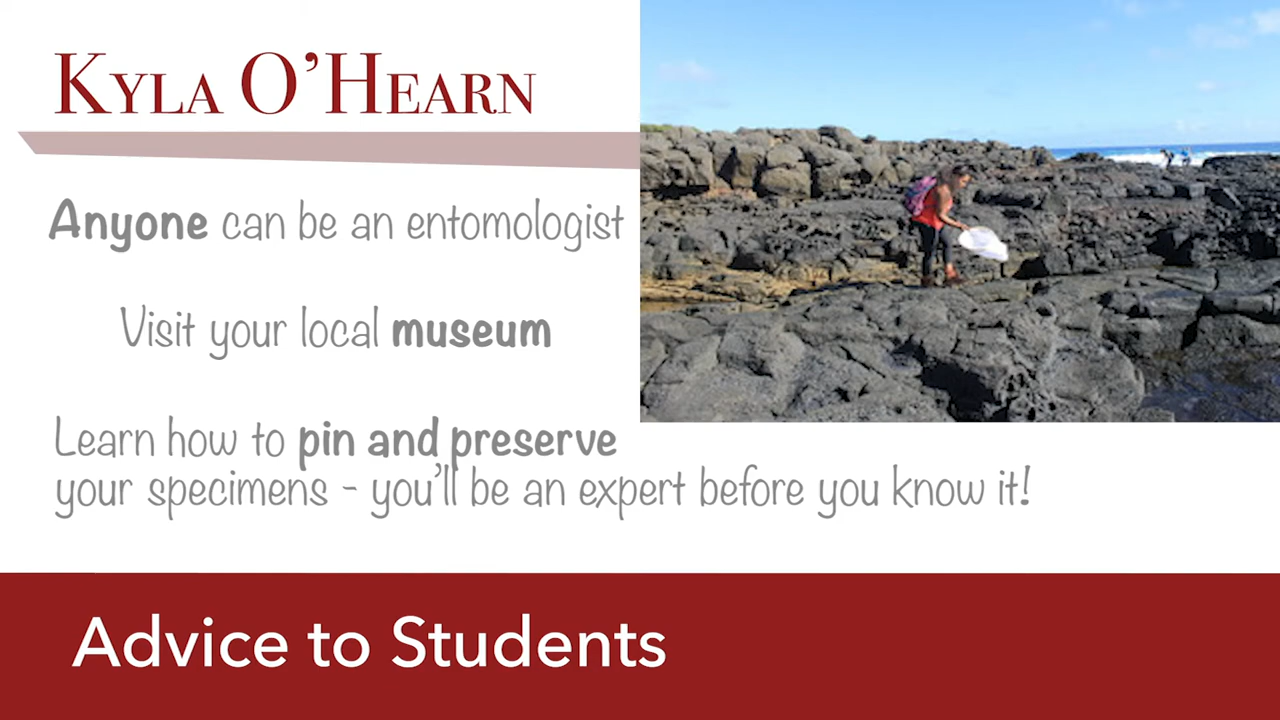 Kyla O’Hearn
Anyone can be an entomologist
Visit your local museum
Learn how to pin and preserve
your specimens - you’ll be an expert before you know it!
Advice to Students